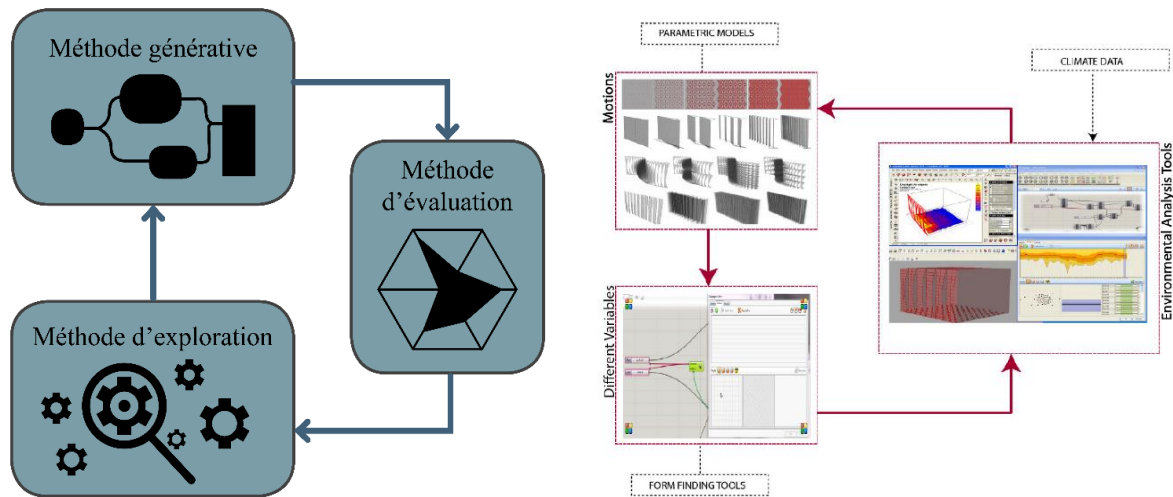 Méthode générative
Méthode
d'évaluation
Méthode d'exploration
PARAMETRIC MODELS
Motions
Different Variables
FORM FINDING TOOLS
CLIMATE DATA
Environmental Analysis Tools